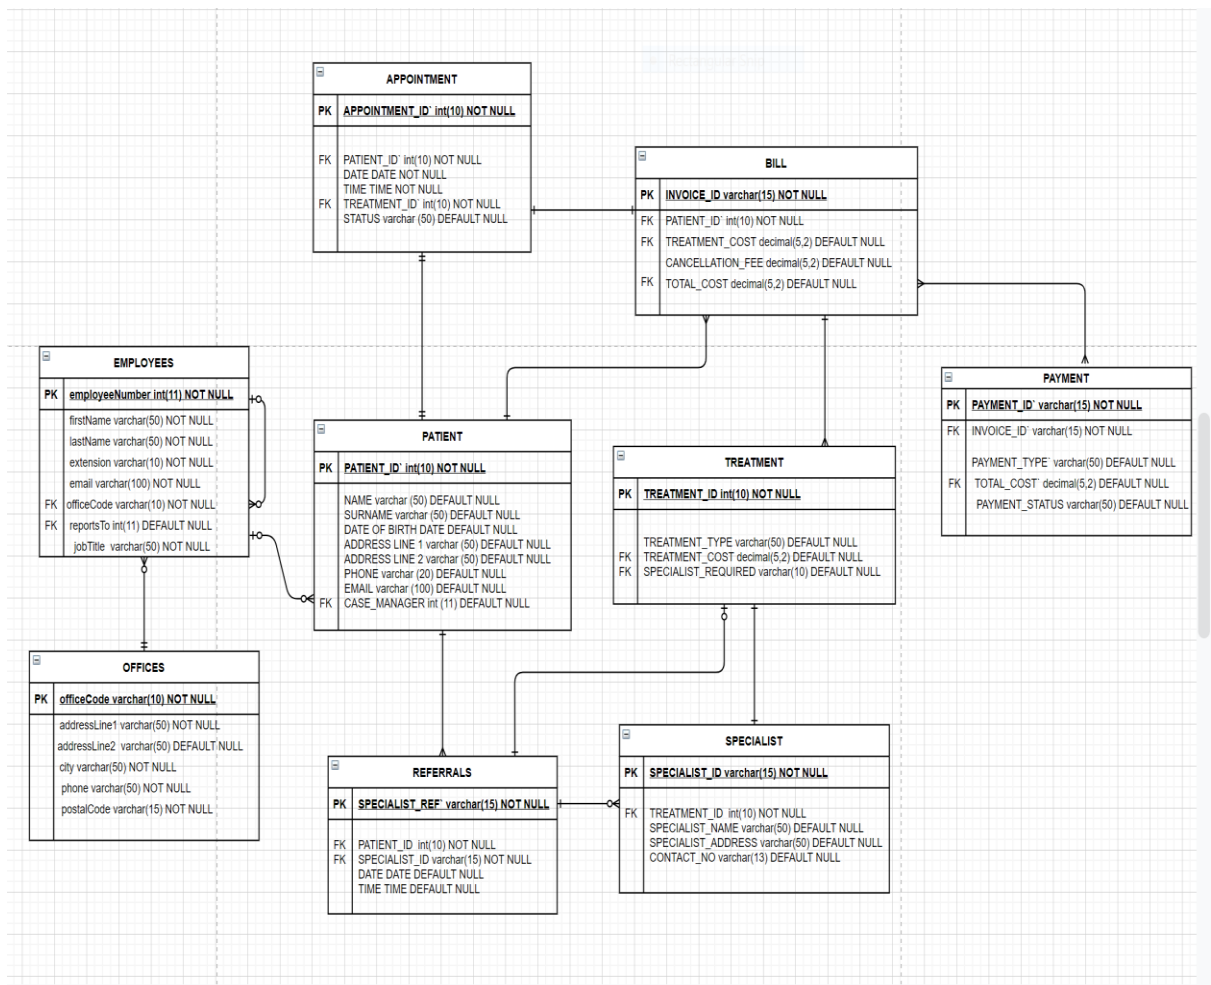 APPOINTMENT
PK APPOINTMENT_ID` int(10) NOT NULL
FK PATIENT_ID` int(10) NOT NULL
DATE DATE NOT NULL
TIME TIME NOT NULL
FK TREATMENT_ID` int(10) NOT NULL
STATUS varchar (50) DEFAULT NULL
BILL
PK INVOICE_ID varchar(15) NOT NULL
FK PATIENT_ID` int(10) NOT NULL
FK TREATMENT_COST decimal(5,2) DEFAULT NULL
CANCELLATION_FEE decimal(5,2) DEFAULT NULL
FK TOTAL_COST decimal(5,2) DEFAULT NULL
EMPLOYEES
PK employeeNumber int(11) NOT NULL
firstName varchar(50) NOT NULL
lastName varchar(50) NOT NULL
extension varchar(10) NOT NULL
email varchar(100) NOT NULL
FK officeCode varchar(10) NOT NULL
FK reportsTo int(11) DEFAULT NULL
jobTitle varchar(50) NOT NULL
PATIENT
PK PATIENT_ID` int(10) NOT NULL
NAME varchar (50) DEFAULT NULL
SURNAME varchar (50) DEFAULT NULL
DATE OF BIRTH DATE DEFAULT NULL
ADDRESS LINE 1 varchar (50) DEFAULT NULL
ADDRESS LINE 2 varchar (50) DEFAULT NULL
PHONE varchar (20) DEFAULT NULL
EMAIL varchar (100) DEFAULT NULL
FK CASE_MANAGER int (11) DEFAULT NULL
TREATMENT
PK TREATMENT_ID int(10) NOT NULL
TREATMENT_TYPE varchar(50) DEFAULT NULL
FK TREATMENT_COST decimal(5,2) DEFAULT NULL
FK SPECIALIST_REQUIRED varchar(10) DEFAULT NULL
PAYMENT
PK PAYMENT_ID` varchar(15) NOT NULL
FK INVOICE_ID` varchar(15) NOT NULL
PAYMENT_TYPE` varchar(50) DEFAULT NULL
FK TOTAL_COST` decimal(5,2) DEFAULT NULL
PAYMENT_STATUS varchar(50) DEFAULT NULL
OFFICES
PK officeCode varchar(10) NOT NULL
addressLine1 varchar(50) NOT NULL
addressLine2 varchar(50) DEFAULT NULL
city varchar(50) NOT NULL
phone varchar(50) NOT NULL
postalCode varchar(15) NOT NULL
REFERRALS
PK SPECIALIST_REF` varchar(15) NOT NULL
FK PATIENT_ID int(10) NOT NULL
FK SPECIALIST_ID varchar(15) NOT NULL
DATE DATE DEFAULT NULL
TIME TIME DEFAULT NULL
SPECIALIST
PK SPECIALIST_ID varchar(15) NOT NULL
FK TREATMENT_ID int(10) NOT NULL
SPECIALIST_NAME varchar(50) DEFAULT NULL
SPECIALIST_ADDRESS varchar(50) DEFAULT NULL
CONTACT_NO varchar(13) DEFAULT NULL